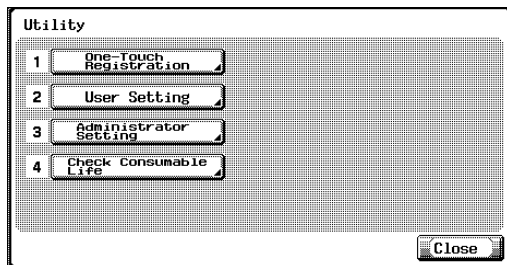 Utility
1 One-Touch
Registration
2 User Setting
3 Administrator
Setting
4 Check Consumable
Life
Close